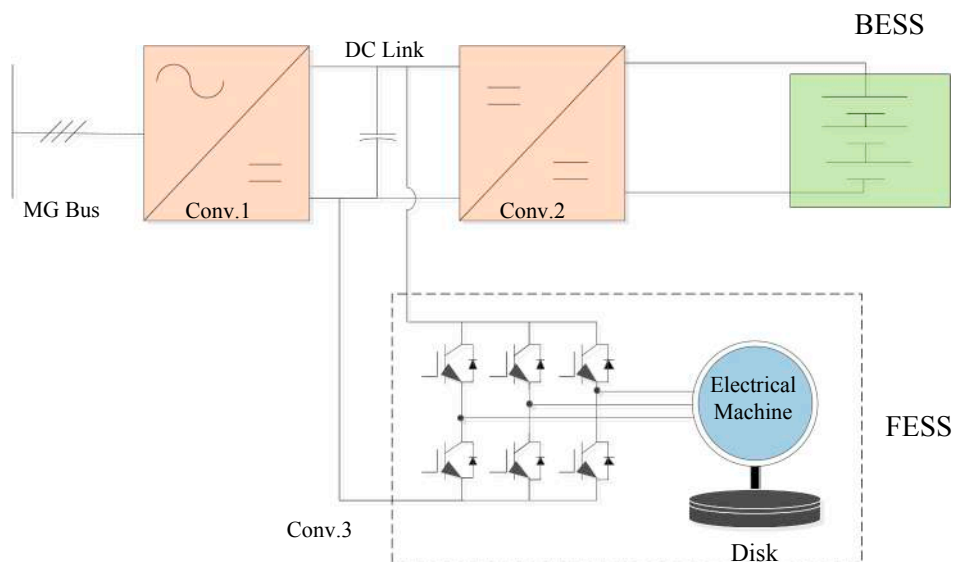 BESS
DC Link
MG Bus
Conv.1
Conv.2
Electrical
Machine
FESS
Conv.3
Disk